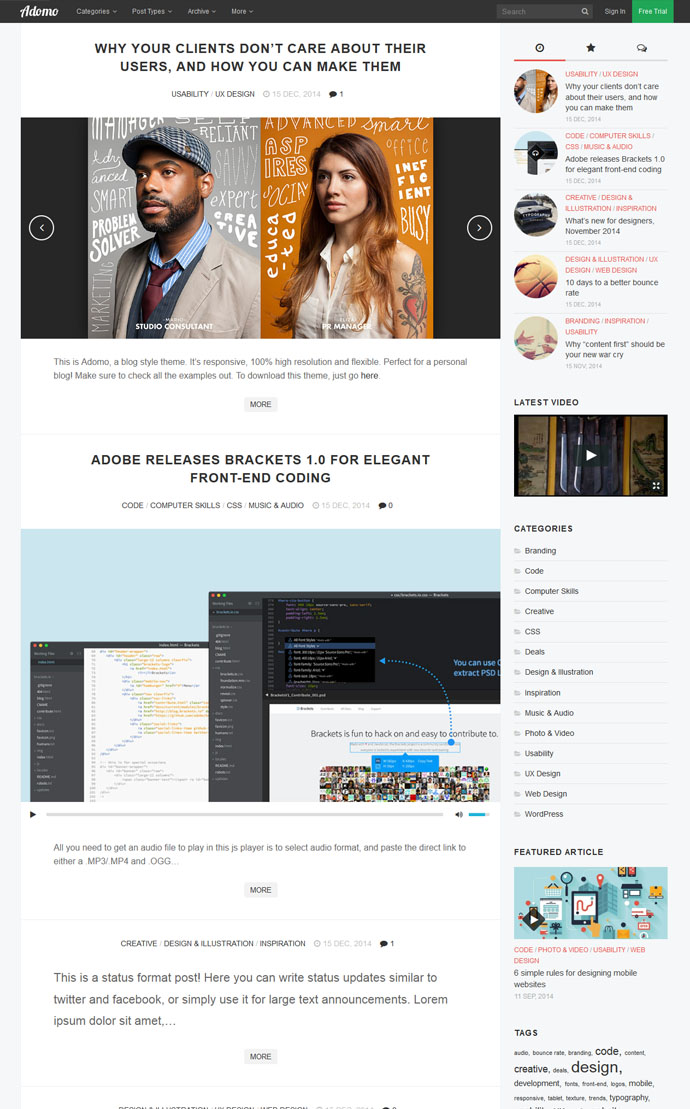 Adomo Categories Post Types Archive More Search Sign In Free Trial
WHY YOUR CLIENTS DON'T CARE ABOUT THEIR
USERS, AND HOW YOU CAN MAKE THEM
USABILITY / UX DESIGN 15 DEC, 2014 1
MANAGER
SELF-
RELIANT
advanced
SMART
SAVVY
expert
PROBLEM
SOLVER
CREATIVE
MARKETING
STUDIO CONSULTANT
Advanced Smart
office
ASPIRES
INEFFICIENT
SOCIAL
educa-ted
BUSY
PR MANAGER
This is Adomo, a blog style theme. It's responsive, 100% high resolution and flexible. Perfect for a personal
blog! Make sure to check all the examples out. To download this theme, just go here.
MORE
ADOBE RELEASES BRACKETS 1.0 FOR ELEGANT
FRONT-END CODING
CODE / COMPUTER SKILLS / CSS / MUSIC & AUDIO 15 DEC, 2014 0
You can use
extract PSD L
Brackets is fun to hack on and easy to contribute to.
All you need to get an audio file to play in this js player is to select audio format, and paste the direct link to
either a .MP3/.MP4 and .OGG…
MORE
CREATIVE / DESIGN & ILLUSTRATION / INSPIRATION 15 DEC, 2014 1
This is a status format post! Here you can write status updates similar to
twitter and facebook, or simply use it for large text announcements. Lorem
ipsum dolor sit amet,…
MORE
DESIGN & ILLUSTRATION / UX DESIGN / WEB DESIGN 15 DEC, 2014 0
USABILITY / UX DESIGN
Why your clients don't care
about their users, and how
you can make them
15 DEC, 2014
CODE / COMPUTER SKILLS /
CSS / MUSIC & AUDIO
Adobe releases Brackets 1.0
for elegant front-end coding
15 DEC, 2014
CREATIVE / DESIGN &
ILLUSTRATION / INSPIRATION
What's new for designers,
November 2014
15 DEC, 2014
DESIGN & ILLUSTRATION / UX
DESIGN / WEB DESIGN
10 days to a better bounce
rate
15 DEC, 2014
BRANDING / INSPIRATION /
USABILITY
Why "content first" should be
your new war cry
15 NOV, 2014
LATEST VIDEO
CATEGORIES
Branding
Code
Computer Skills
Creative
CSS
Deals
Design & Illustration
Inspiration
Music & Audio
Photo & Video
Usability
UX Design
Web Design
WordPress
FEATURED ARTICLE
CODE / PHOTO & VIDEO / USABILITY / WEB
DESIGN
6 simple rules for designing mobile
websites
11 SEP, 2014
TAGS
audio, bounce rate, branding, code, content,
creative, deals, design,
development, fonts, front-end, logos, mobile,
responsive, tablet, texture, trends, typography,